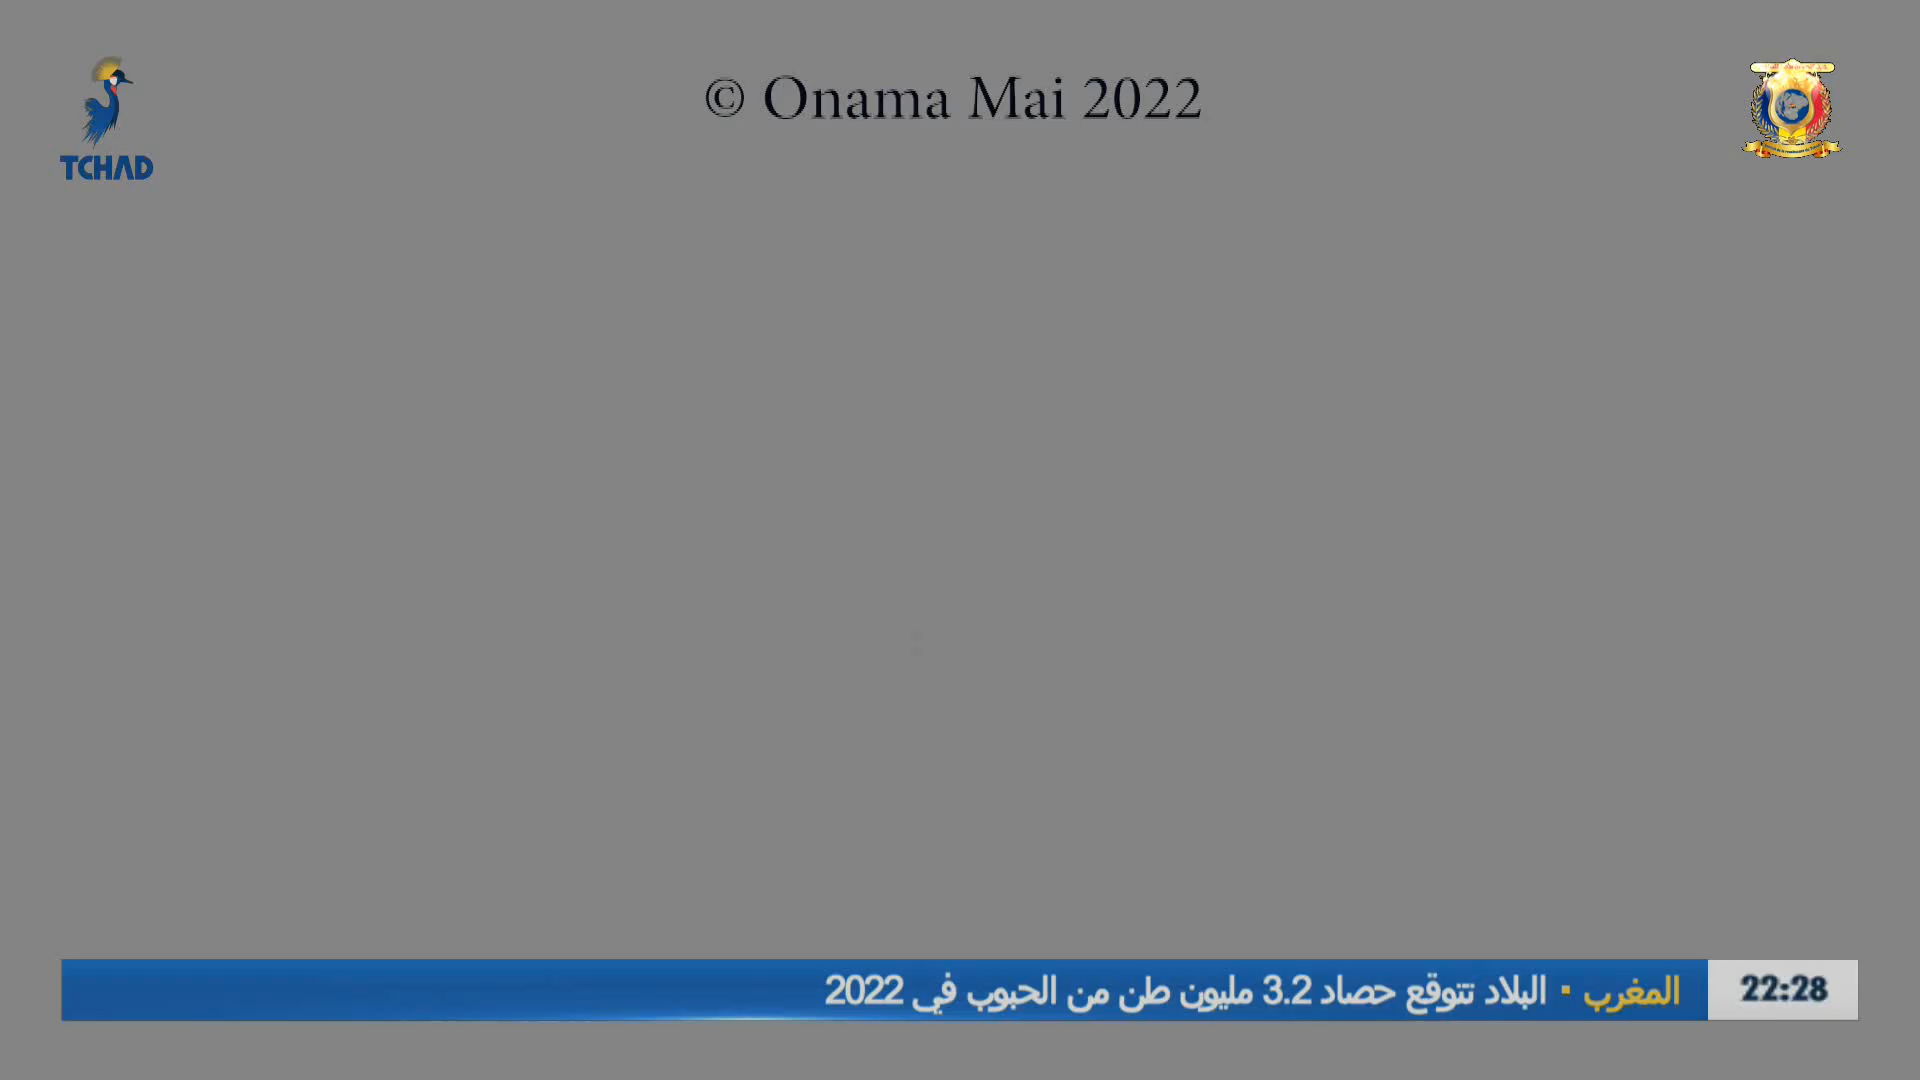 © Onama Mai 2022
TCHAD
المغرب ▪ البلاد تتوقع حصاد 3.2 مليون طن من الحبوب في 2022
22:28